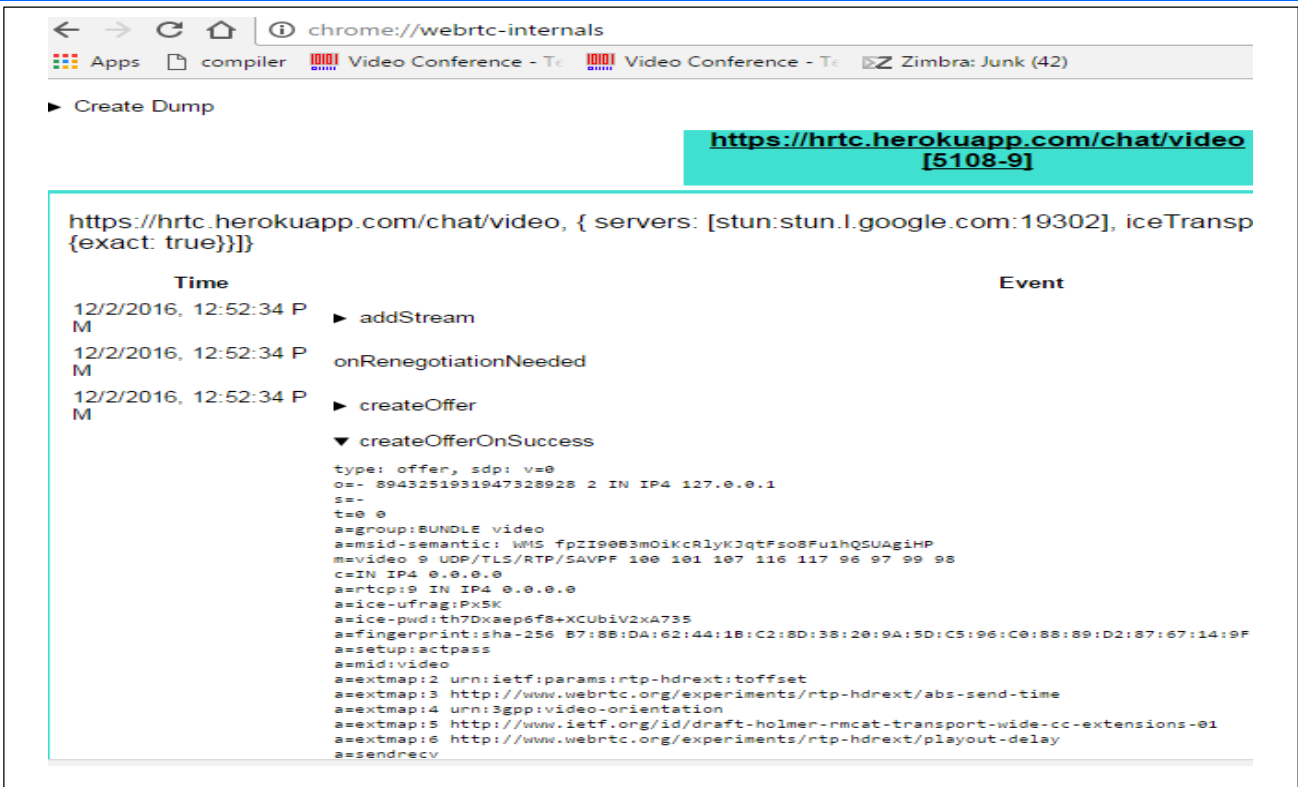 chrome://webrtc-internals
Apps compiler Video Conference - Te Video Conference - Te Zimbra: Junk (42)
► Create Dump
https://hrtc.herokuapp.com/chat/video
[5108-9]
https://hrtc.herokuapp.com/chat/video, { servers: [stun:stun.l.google.com:19302], iceTransp
{exact: true}}]}
Time Event
12/2/2016, 12:52:34 P
M
► addStream
12/2/2016, 12:52:34 P
M
onRenegotiationNeeded
12/2/2016, 12:52:34 P
M
► createOffer
▼ createOfferOnSuccess
type: offer, sdp: v=0
o=- 8943251931947328928 2 IN IP4 127.0.0.1
s=-
t=0 0
a=group:BUNDLE video
a=msid-semantic: WMS fpZI90B3mOiKcRlyKJqtFso8Fu1hQSUAgiHP
m=video 9 UDP/TLS/RTP/SAVPF 100 101 107 116 117 96 97 99 98
c=IN IP4 0.0.0.0
a=rtcp:9 IN IP4 0.0.0.0
a=ice-ufrag:Px5K
a=ice-pwd:th7Dxaep6f8+XCUbiV2xA735
a=fingerprint:sha-256 B7:8B:DA:62:44:1B:C2:8D:38:20:9A:5D:C5:96:C0:88:89:D2:87:67:14:9F
a=setup:actpass
a=mid:video
a=extmap:2 urn:ietf:params:rtp-hdrext:toffset
a=extmap:3 http://www.webrtc.org/experiments/rtp-hdrext/abs-send-time
a=extmap:4 urn:3gpp:video-orientation
a=extmap:5 http://www.ietf.org/id/draft-holmer-rmcat-transport-wide-cc-extensions-01
a=extmap:6 http://www.webrtc.org/experiments/rtp-hdrext/playout-delay
a=sendrecv